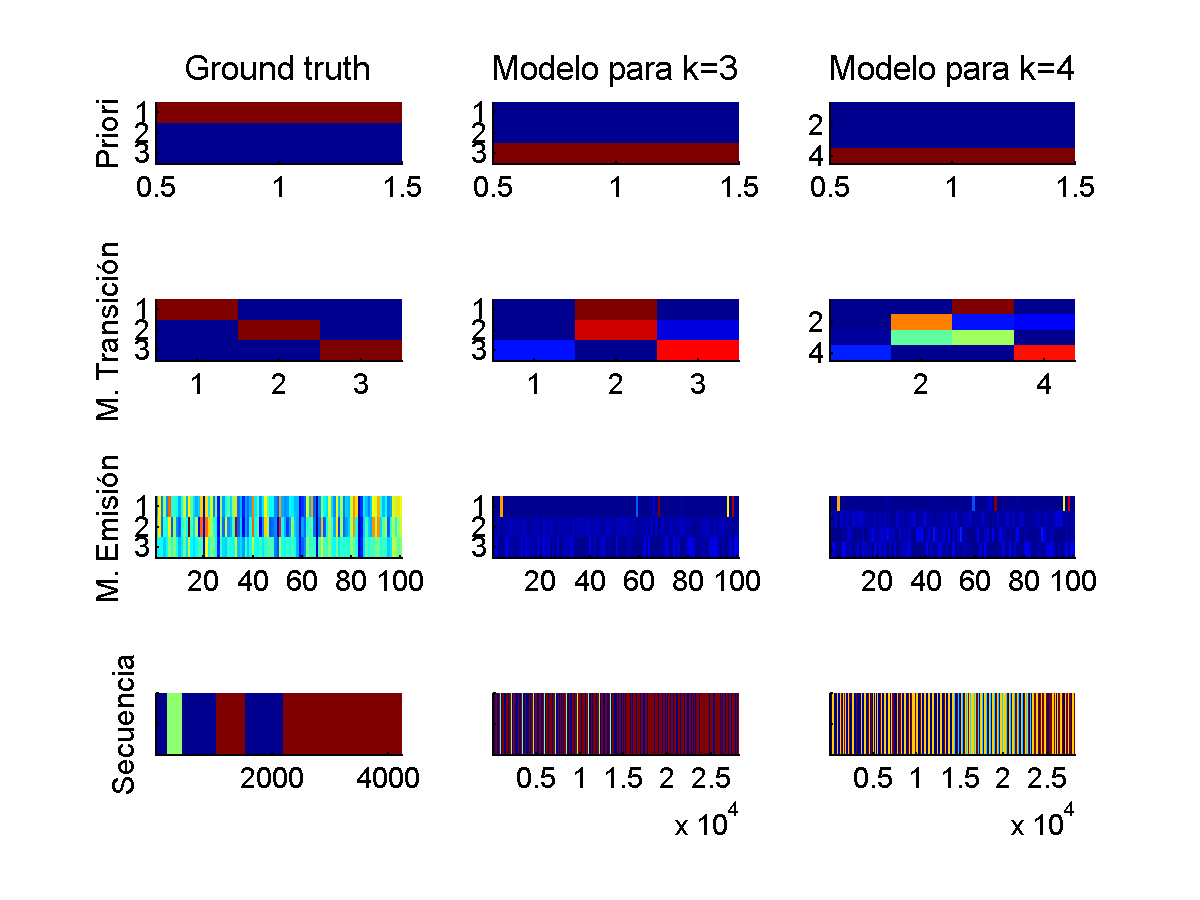 Ground truth
Modelo para k=3
Modelo para k=4
Priori
1
2
3
0.5 1 1.5
1
2
3
0.5 1 1.5
2
4
0.5 1 1.5
M. Transición
1
2
3
1 2 3
1
2
3
1 2 3
2
4
2 4
M. Emisión
1
2
3
20 40 60 80 100
1
2
3
20 40 60 80 100
20 40 60 80 100
Secuencia
2000 4000
0.5 1 1.5 2 2.5
x 10^4
0.5 1 1.5 2 2.5
x 10^4